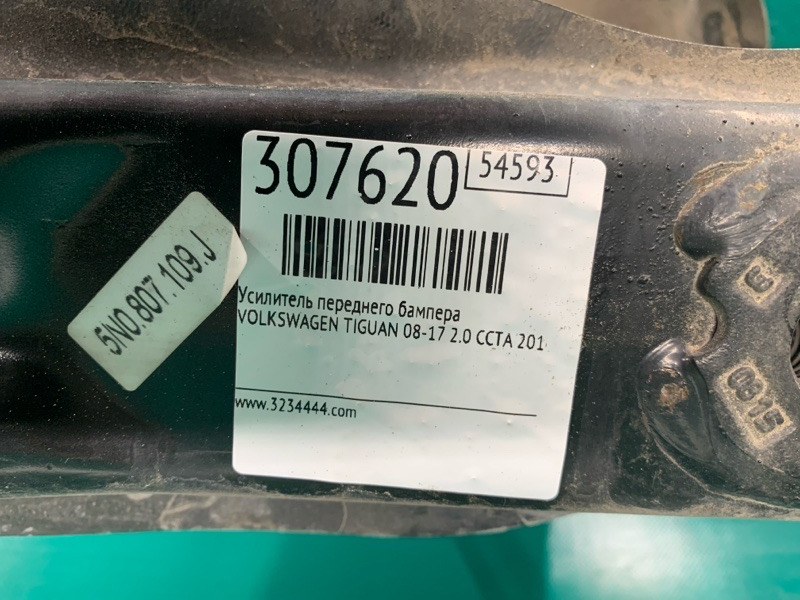 307620
54593
Усилитель переднего бампера
VOLKSWAGEN TIGUAN 08-17 2.0 CCTA 201
www.3234444.com
5N0.807.109.J
0815